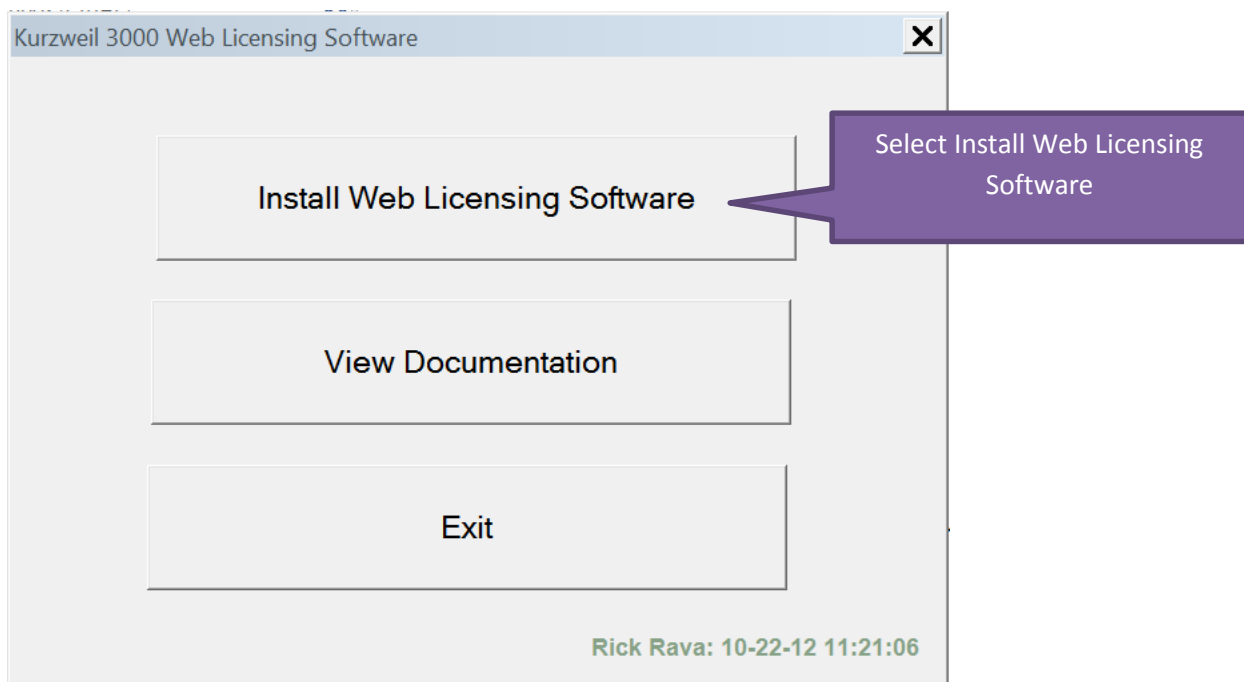 Kurzweil 3000 Web Licensing Software
Select Install Web Licensing
Software
Install Web Licensing Software
View Documentation
Exit
Rick Rava: 10-22-12 11:21:06